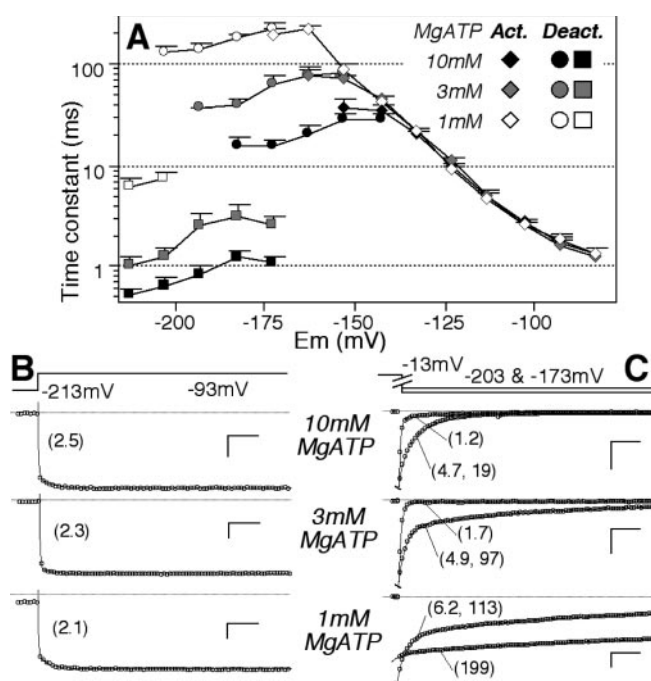 A
MgATP Act. Deact.
10mM
3mM
1mM
Time constant (ms)
100
10
1
-200 -175 -150 -125 -100
Em (mV)
B
-213mV -93mV
-13mV
-203 & -173mV
C
(2.5)
10mM
MgATP
(1.2)
(4.7, 19)
(2.3)
3mM
MgATP
(1.7)
(4.9, 97)
(2.1)
1mM
MgATP
(6.2, 113)
(199)